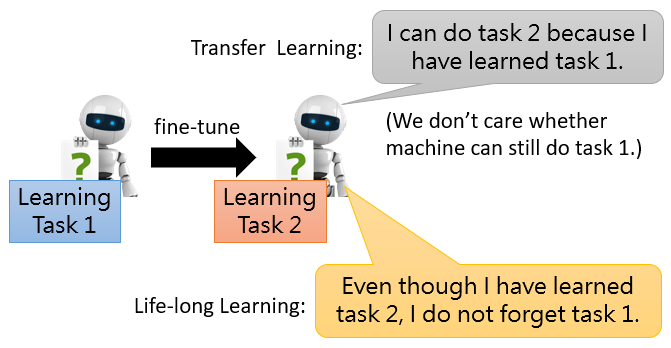 Transfer Learning:
I can do task 2 because I
have learned task 1.
fine-tune
(We don't care whether
machine can still do task 1.)
?
?
Learning
Task 1
Learning
Task 2
Life-long Learning:
Even though I have learned
task 2, I do not forget task 1.